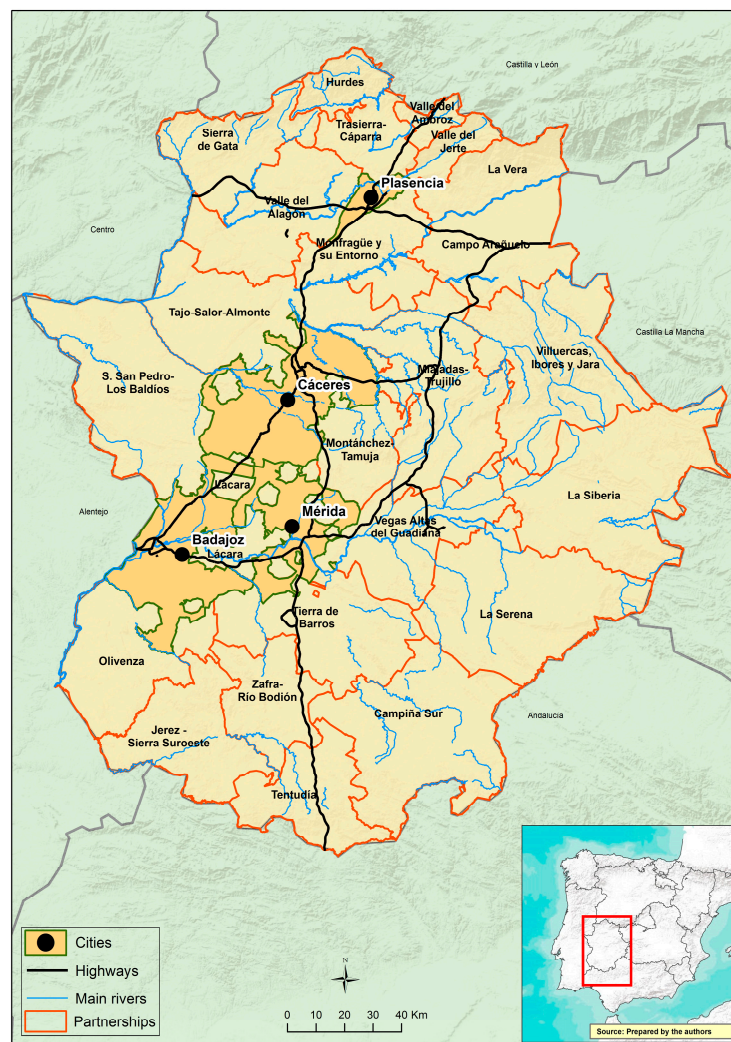 Castilla y León
Hurdes
Valle del
Ambroz
Trasierra-
Cáparra
Sierra
de Gata
Valle del
Jerte
La Vera
Plasencia
Valle del
Alagón
Centro
Monfragüe y
su Entorno
Campo Arañuelo
Tajo-Salor-Almonte
Castilla La Mancha
Villuercas,
Ibores y Jara
Miajadas-
Trujilló
S. San Pedro-
Los Baldíos
Cáceres
Montánchez-
Tamuja
Lácara
La Siberia
Alentejo
Mérida
Vegas Altas
del Guadiana
Badajoz
Lácara
Tierra de
Barros
La Serena
Olivenza
Zafra-
Río Bodión
Campiña Sur
Andalucia
Jerez -
Sierra Suroeste
Tentudía
Cities
Highways
Main rivers
Partnerships
N
0 20 40 Km
Source: Prepared by the authors